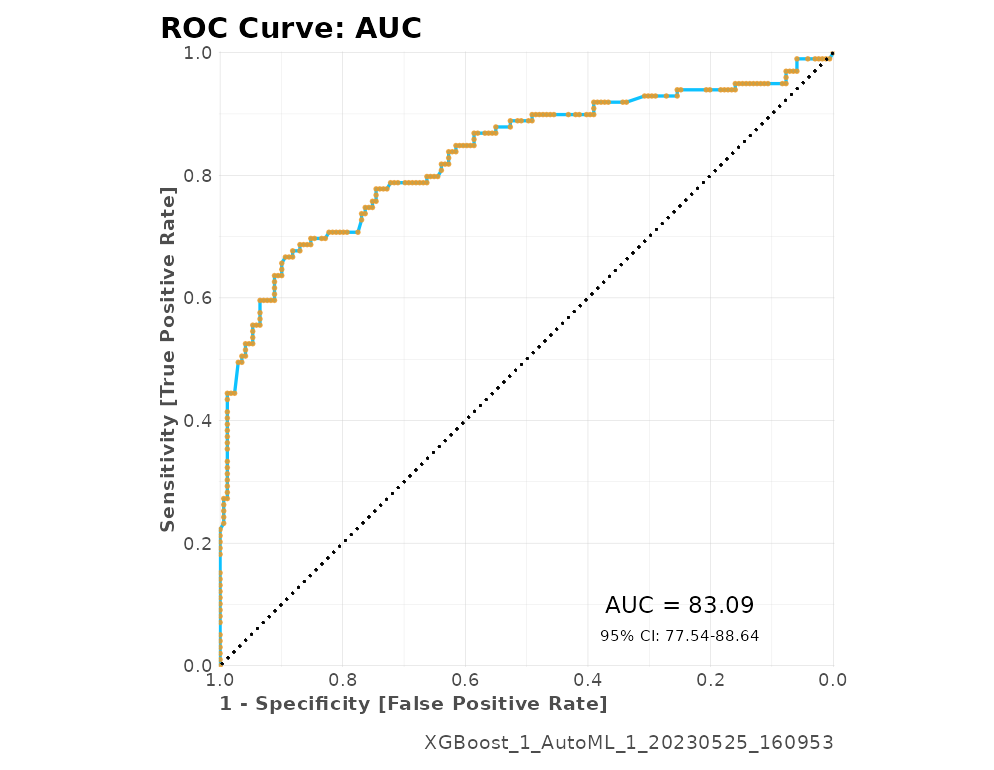 ROC Curve: AUC
Sensitivity [True Positive Rate]
1.0
0.8
0.6
0.4
0.2
0.0
AUC = 83.09
95% CI: 77.54-88.64
1.0 0.8 0.6 0.4 0.2 0.0
1 - Specificity [False Positive Rate]
XGBoost_1_AutoML_1_20230525_160953